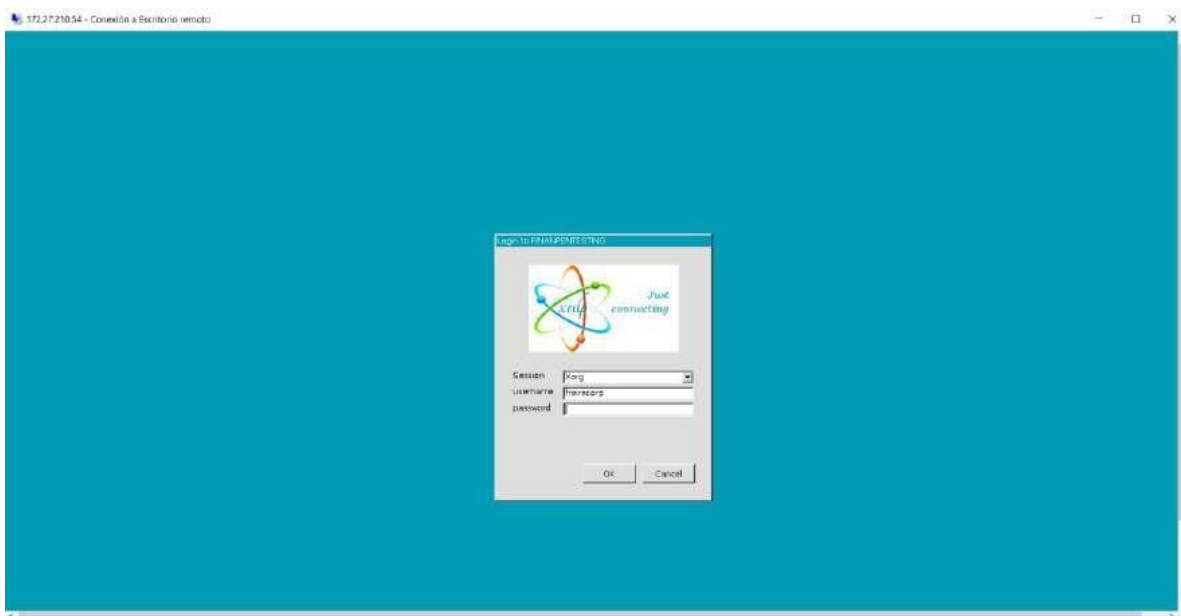 172.27.210.54 - Conexión a Escritorio remoto
Login to FINANPENTESTING
xrdp
Just
connecting
Session Xorg
username
password
OK Cancel